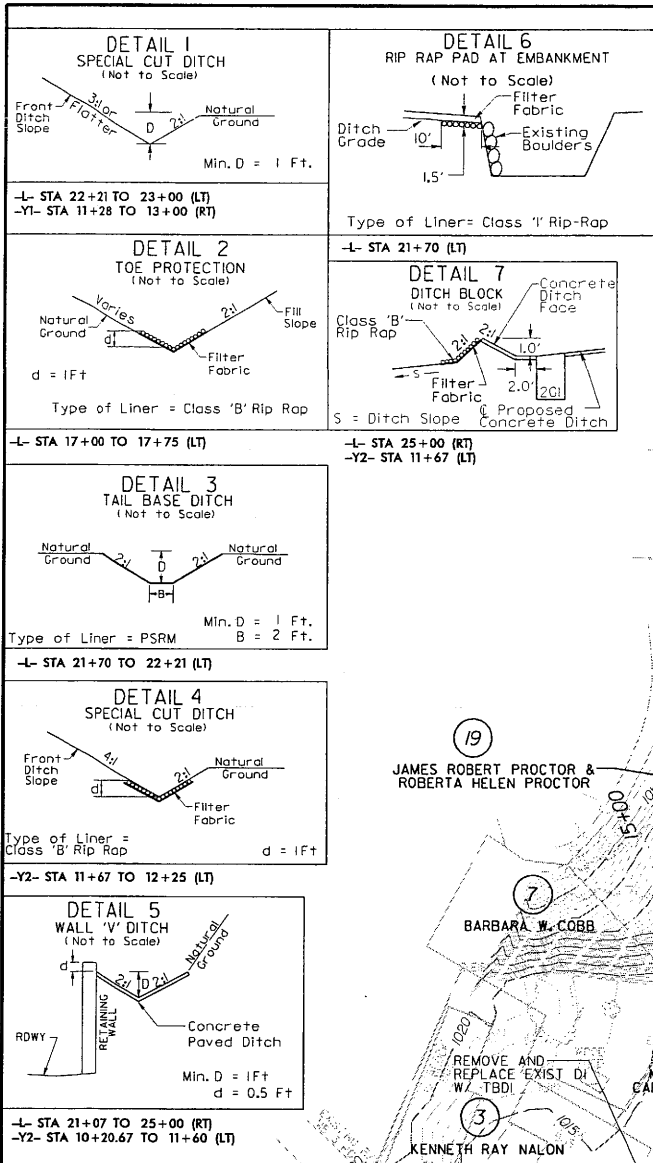 DETAIL 1
SPECIAL CUT DITCH
(Not to Scale)
Front
Ditch
Slope
3:1 or
Flatter
D
2:1
Natural
Ground
Min. D = 1 Ft.
-L- STA 22+21 TO 23+00 (LT)
-Y1- STA 11+28 TO 13+00 (RT)
DETAIL 2
TOE PROTECTION
(Not to Scale)
Natural
Ground
Varies
2:1
Fill
Slope
d
Filter
Fabric
d = 1Ft
Type of Liner = Class 'B' Rip Rap
-L- STA 17+00 TO 17+75 (LT)
DETAIL 3
TAIL BASE DITCH
(Not to Scale)
Natural
Ground
2:1
D
2:1
Natural
Ground
B
Min. D = 1 Ft.
Type of Liner = PSRM
B = 2 Ft.
-L- STA 21+70 TO 22+21 (LT)
DETAIL 4
SPECIAL CUT DITCH
(Not to Scale)
Front
Ditch
Slope
4:1
2:1
Natural
Ground
d
Filter
Fabric
Type of Liner =
Class 'B' Rip Rap
d = 1Ft
-Y2- STA 11+67 TO 12+25 (LT)
DETAIL 5
WALL 'V' DITCH
(Not to Scale)
d
2:1
D
2:1
Natural
Ground
RETAINING
WALL
RDWY
Concrete
Paved Ditch
Min. D = 1Ft
d = 0.5 Ft
-L- STA 21+07 TO 25+00 (RT)
-Y2- STA 10+20.67 TO 11+60 (LT)
DETAIL 6
RIP RAP PAD AT EMBANKMENT
(Not to Scale)
Filter
Fabric
Ditch
Grade
10'
Existing
Boulders
1.5'
Type of Liner= Class 'I' Rip-Rap
-L- STA 21+70 (LT)
DETAIL 7
DITCH BLOCK
(Not to Scale)
Concrete
Ditch
Face
Class 'B'
Rip Rap
2:1
2:1
1.0'
S
Filter
Fabric
2.0'
2GI
S = Ditch Slope
℄ Proposed
Concrete Ditch
-L- STA 25+00 (RT)
-Y2- STA 11+67 (LT)
19
JAMES ROBERT PROCTOR &
ROBERTA HELEN PROCTOR
15+00
7
BARBARA W. COBB
1020
REMOVE AND
REPLACE EXIST DI
W/ TBDI
3
1015
KENNETH RAY NALON